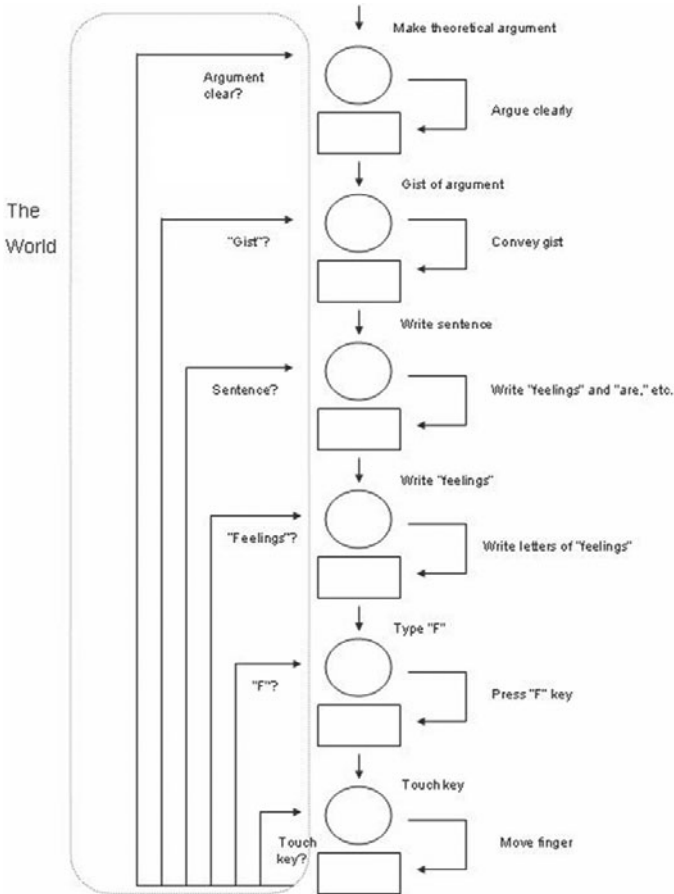 Make theoretical argument
Argument
clear?
Argue clearly
Gist of argument
The
World
"Gist"?
Convey gist
Write sentence
Sentence?
Write "feelings" and "are," etc.
Write "feelings"
"Feelings"?
Write letters of "feelings"
Type "F"
"F"?
Press "F" key
Touch key
Touch
key?
Move finger